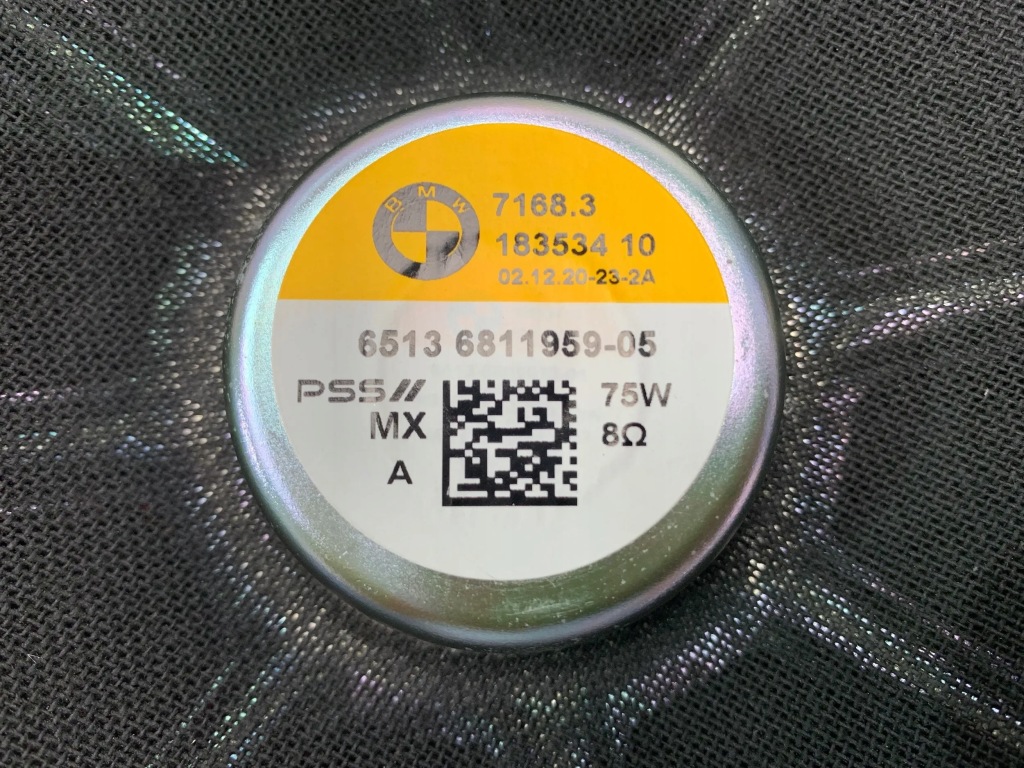 BMW
7168.3
183534 10
02.12.20-23-2A
6513 6811959-05
PSS//
75W
MX
8Ω
A